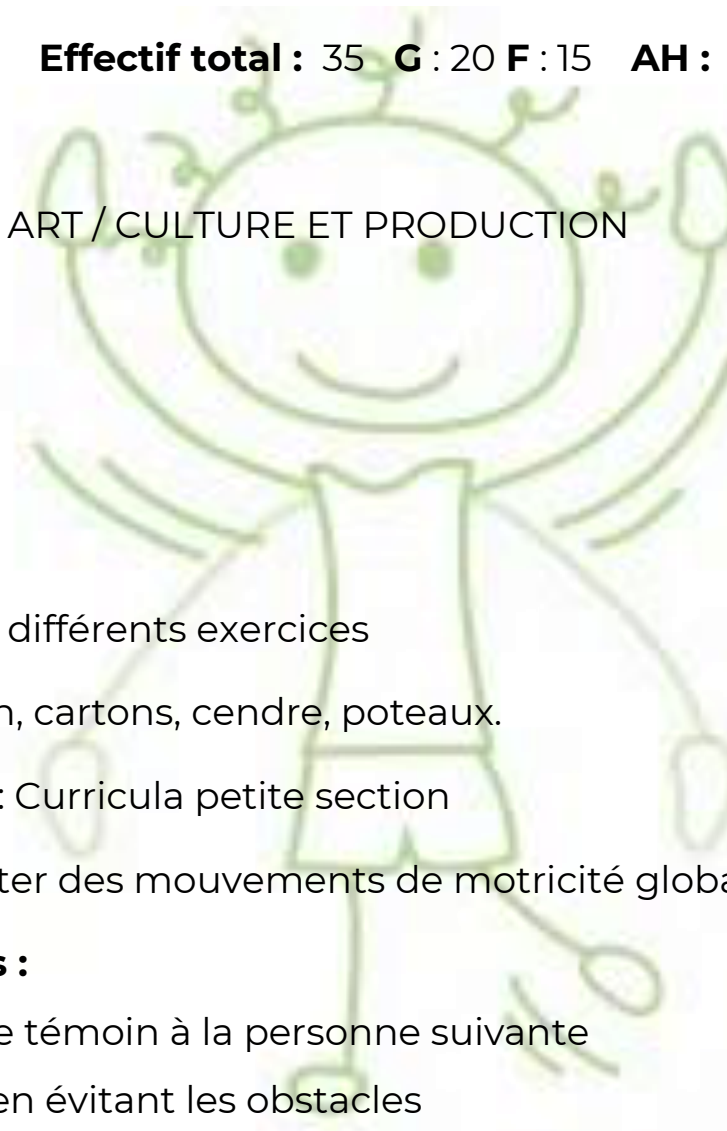 Effectif total : 35 G : 20 F : 15 AH :
ART / CULTURE ET PRODUCTION
différents exercices
n, cartons, cendre, poteaux.
: Curricula petite section
ter des mouvements de motricité globa
s :
e témoin à la personne suivante
en évitant les obstacles